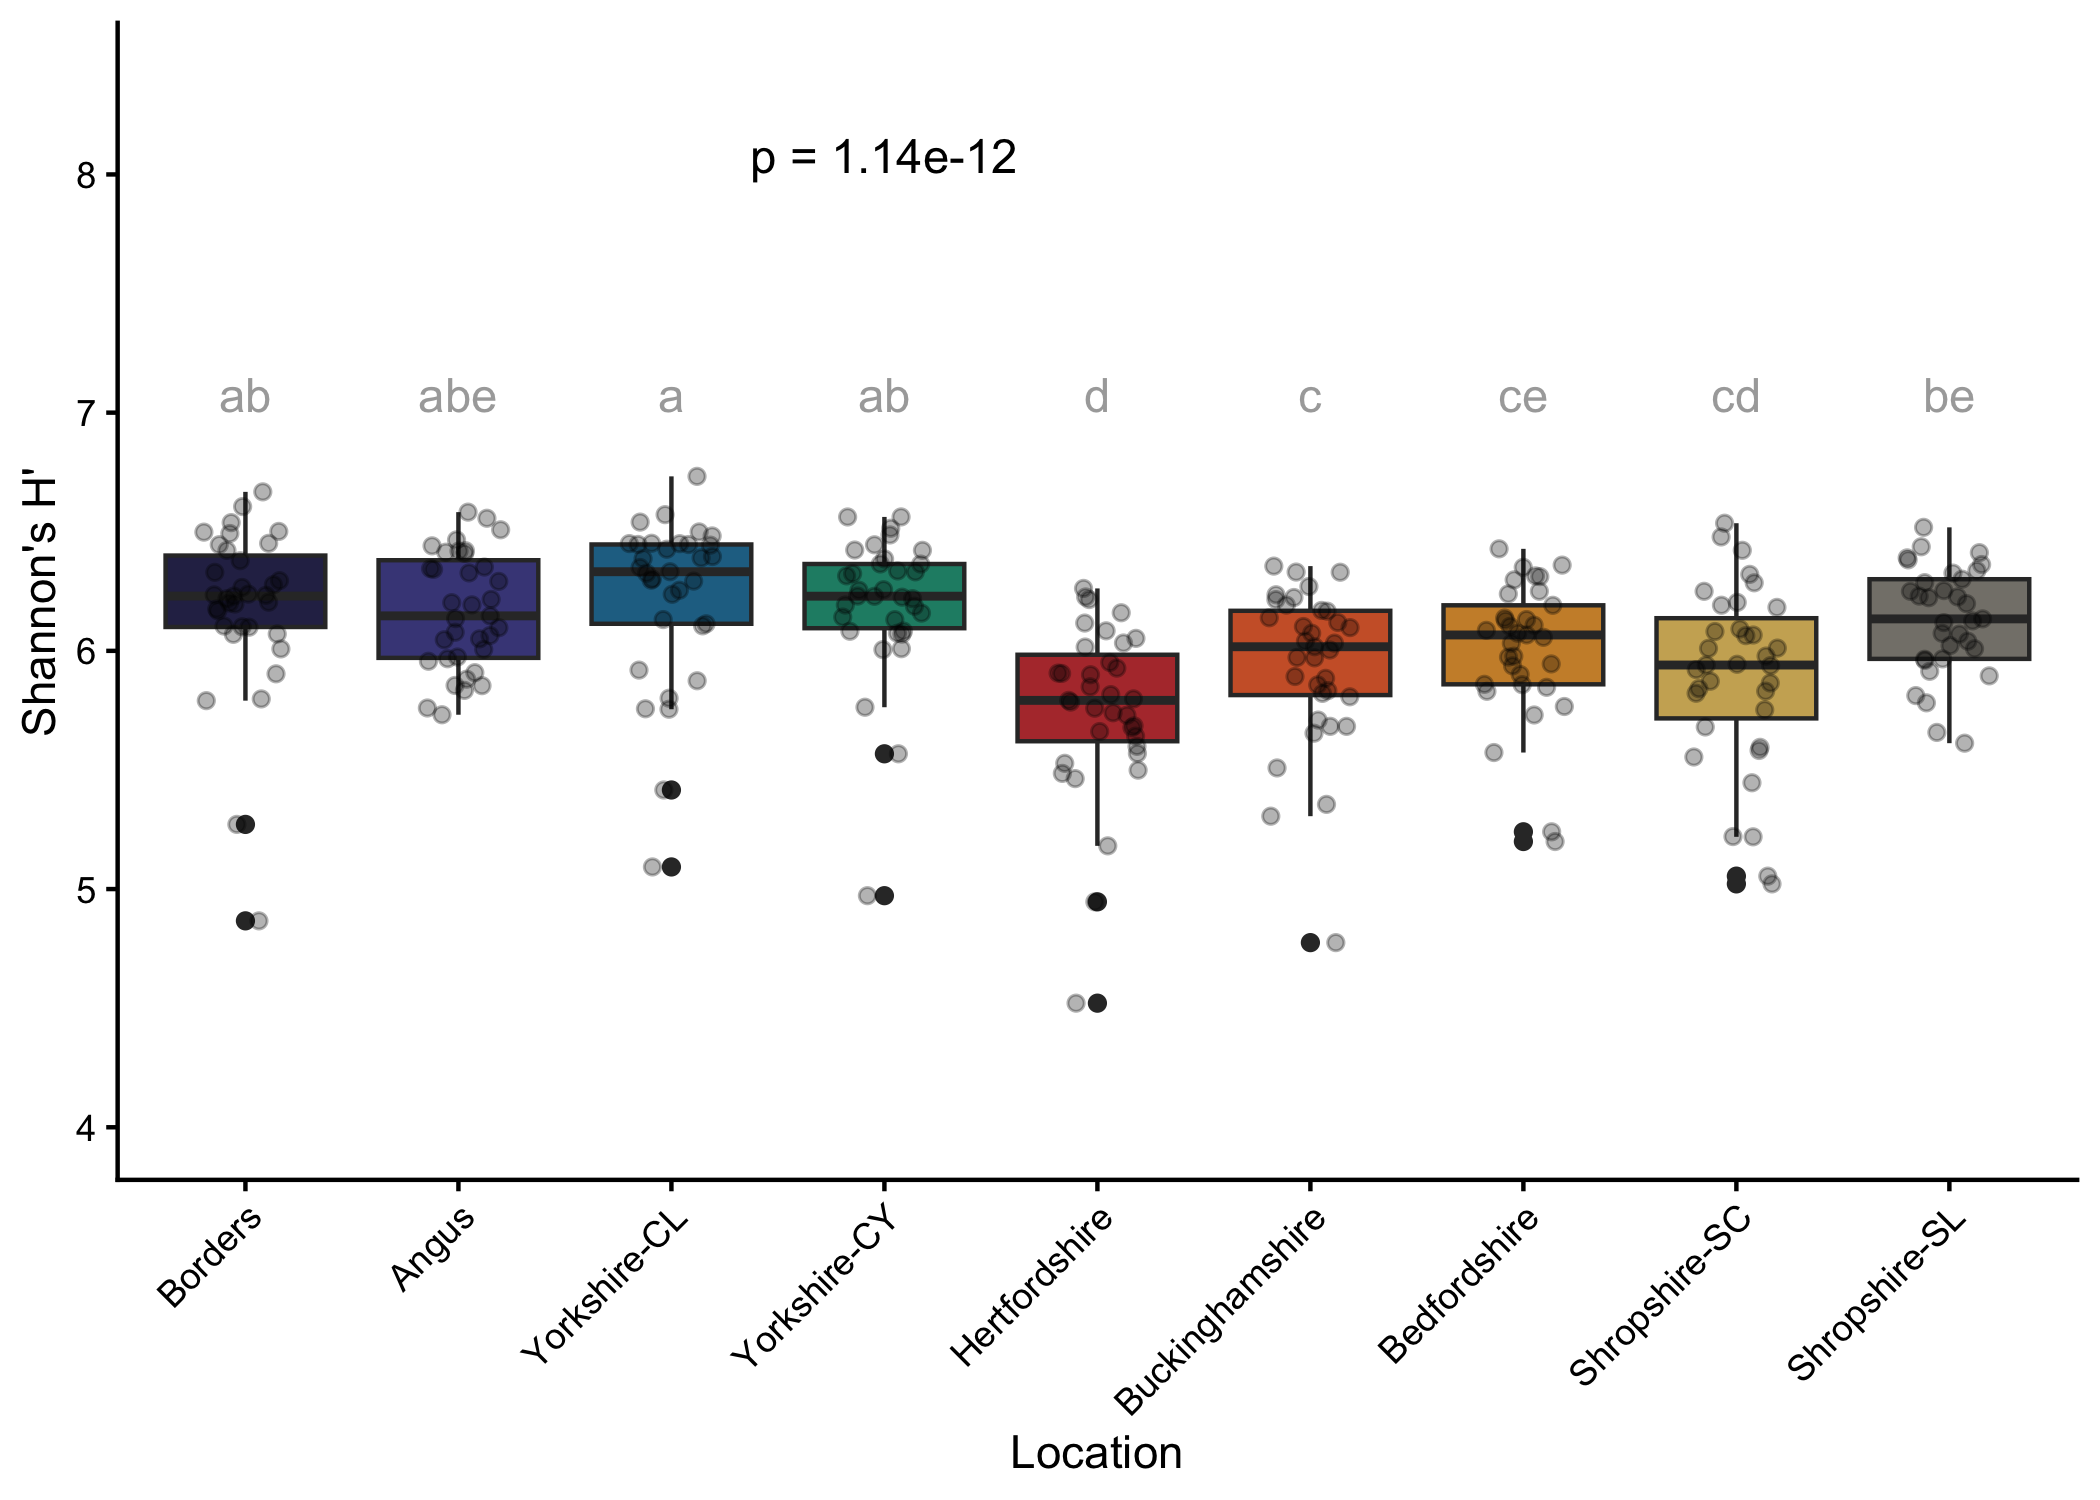 p = 1.14e-12
8
7
6
5
4
Shannon's H'
ab abe a ab d c ce cd be
Borders
Angus
Yorkshire-CL
Yorkshire-CY
Hertfordshire
Buckinghamshire
Bedfordshire
Shropshire-SC
Shropshire-SL
Location